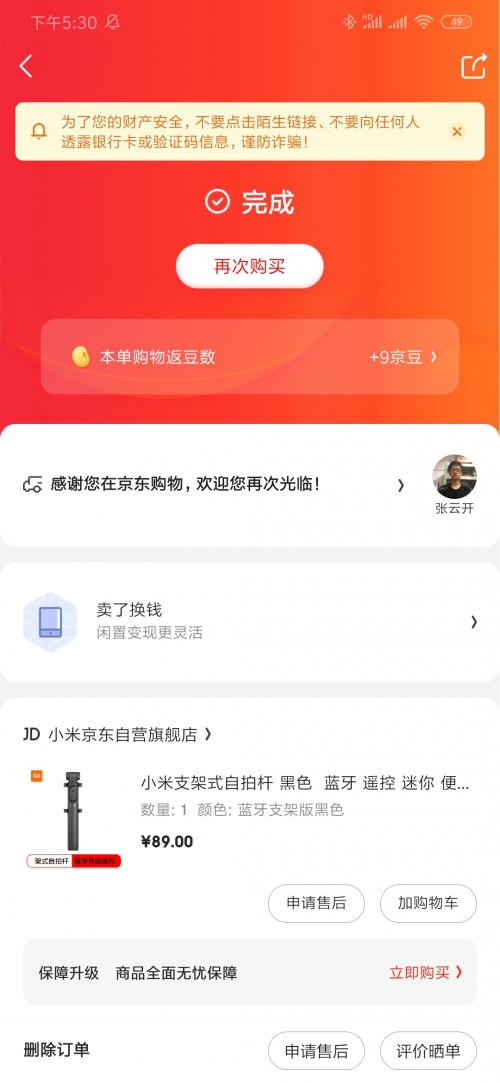 下午5:30
HD
49
为了您的财产安全，不要点击陌生链接、不要向任何人
透露银行卡或验证码信息，谨防诈骗！
完成
再次购买
本单购物返豆数
+9京豆
感谢您在京东购物，欢迎您再次光临！
张云开
卖了换钱
闲置变现更灵活
JD 小米京东自营旗舰店
小米支架式自拍杆 黑色 蓝牙 遥控 迷你 便...
数量: 1 颜色: 蓝牙支架版黑色
¥89.00
架式自拍杆
申请售后
加购物车
保障升级 商品全面无忧保障
立即购买
删除订单
申请售后
评价晒单